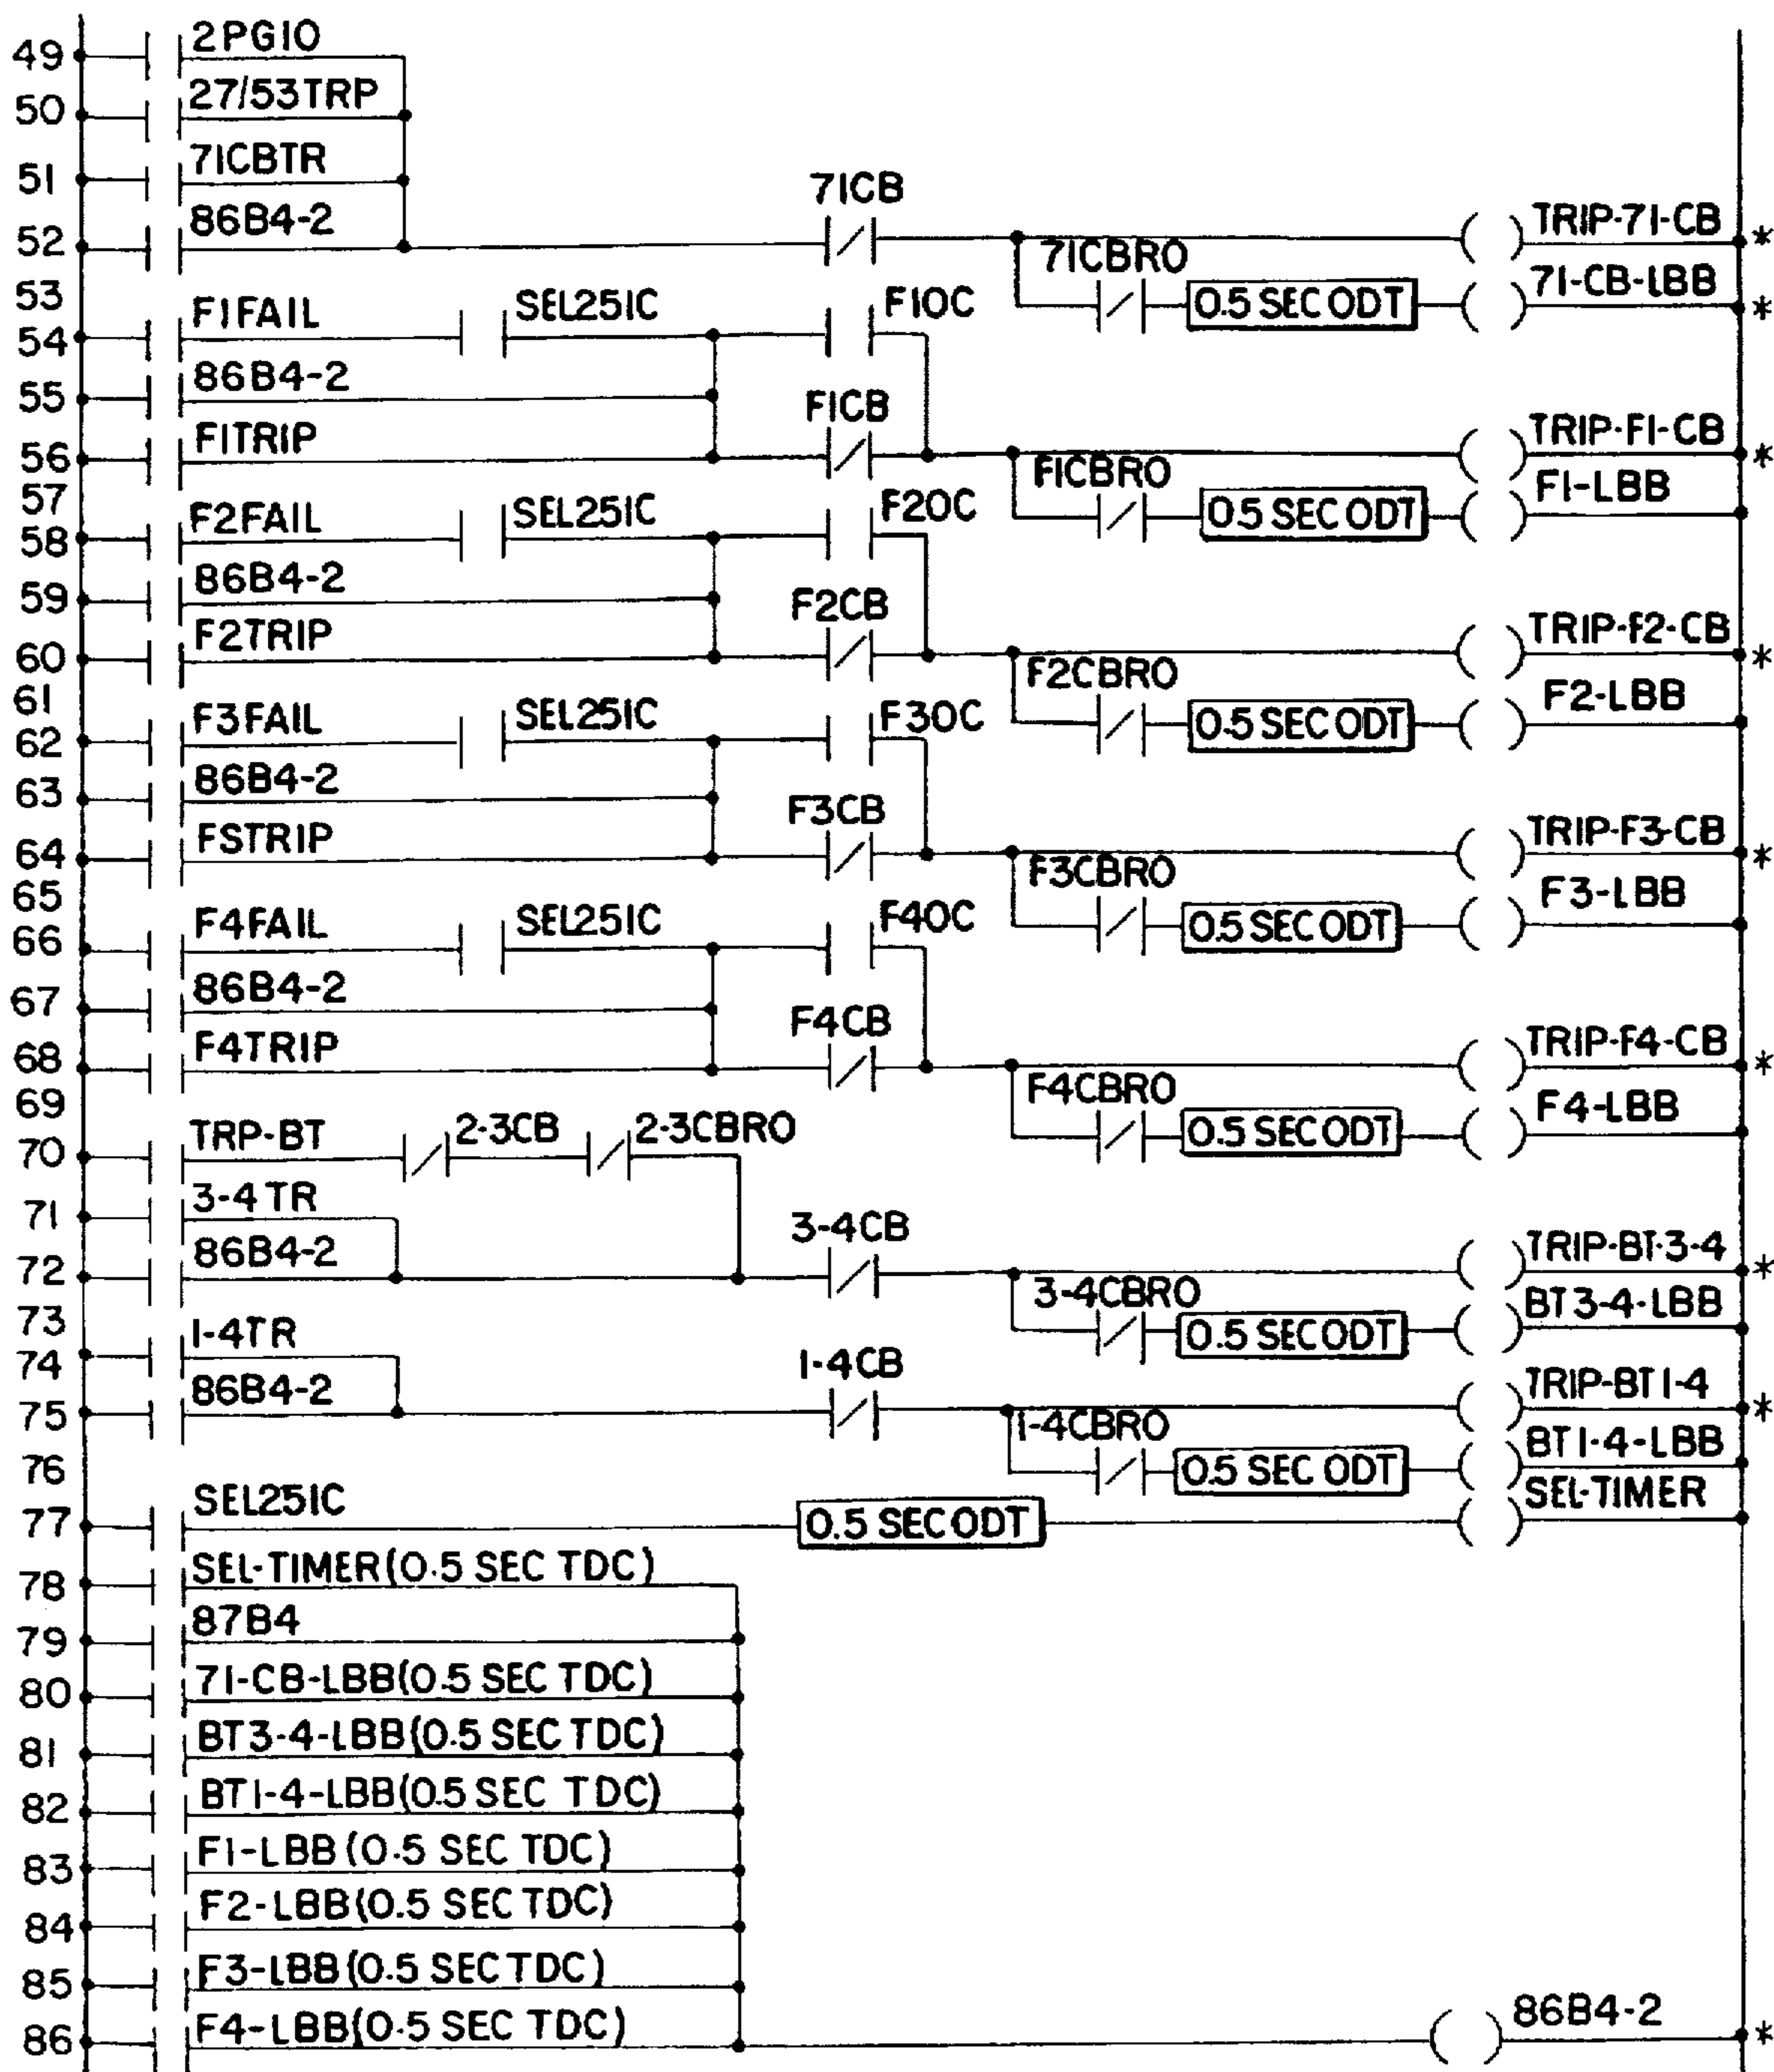 49 2PG10
50 27/53TRP
51 71CBTR
52 86B4-2 71CB TRIP-71-CB *
53 71CBRO 0.5 SEC ODT 71-CB-LBB *
54 F1FAIL SEL251C F1OC
55 86B4-2
56 F1TRIP F1CB TRIP-F1-CB *
57 F1CBRO 0.5 SEC ODT F1-LBB
58 F2FAIL SEL251C F2OC
59 86B4-2
60 F2TRIP F2CB TRIP-F2-CB *
61 F2CBRO 0.5 SEC ODT F2-LBB
62 F3FAIL SEL251C F3OC
63 86B4-2
64 FSTRIP F3CB TRIP-F3-CB *
65 F3CBRO 0.5 SEC ODT F3-LBB
66 F4FAIL SEL251C F4OC
67 86B4-2
68 F4TRIP F4CB TRIP-F4-CB *
69 F4CBRO 0.5 SEC ODT F4-LBB
70 TRP-BT 2-3CB 2-3CBRO
71 3-4TR
72 86B4-2 3-4CB TRIP-BT-3-4 *
73 3-4CBRO 0.5 SEC ODT BT3-4-LBB
74 1-4TR
75 86B4-2 1-4CB TRIP-BT1-4 *
76 1-4CBRO 0.5 SEC ODT BT1-4-LBB
77 SEL251C 0.5 SEC ODT SEL-TIMER
78 SEL-TIMER(0.5 SEC TDC)
79 87B4
80 71-CB-LBB(0.5 SEC TDC)
81 BT3-4-LBB(0.5 SEC TDC)
82 BT1-4-LBB(0.5 SEC TDC)
83 F1-LBB(0.5 SEC TDC)
84 F2-LBB(0.5 SEC TDC)
85 F3-LBB(0.5 SEC TDC)
86 F4-LBB(0.5 SEC TDC) 86B4-2 *